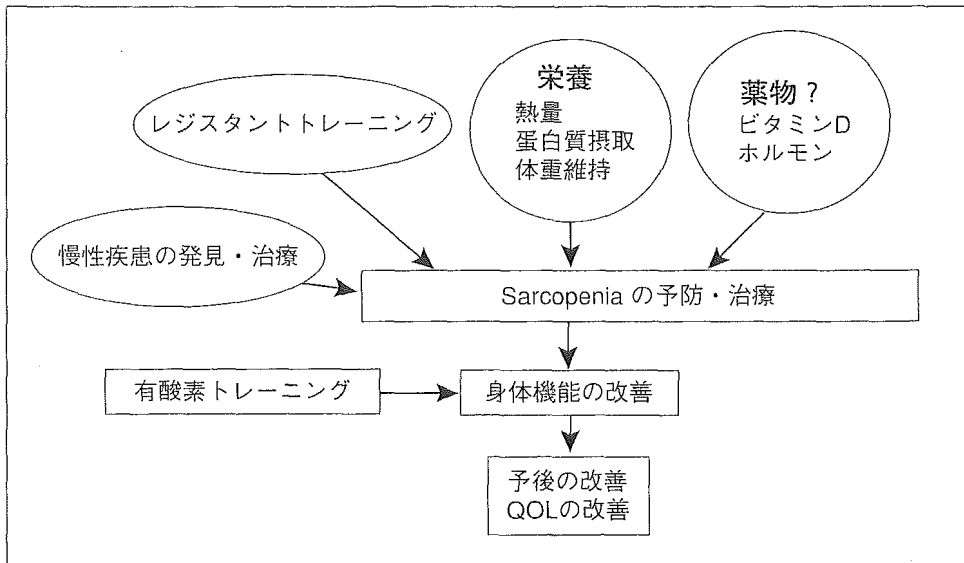 レジスタントトレーニング
栄養
熱量
蛋白質摂取
体重維持
薬物?
ビタミンD
ホルモン
慢性疾患の発見・治療
Sarcopenia の予防・治療
有酸素トレーニング
身体機能の改善
予後の改善
QOLの改善